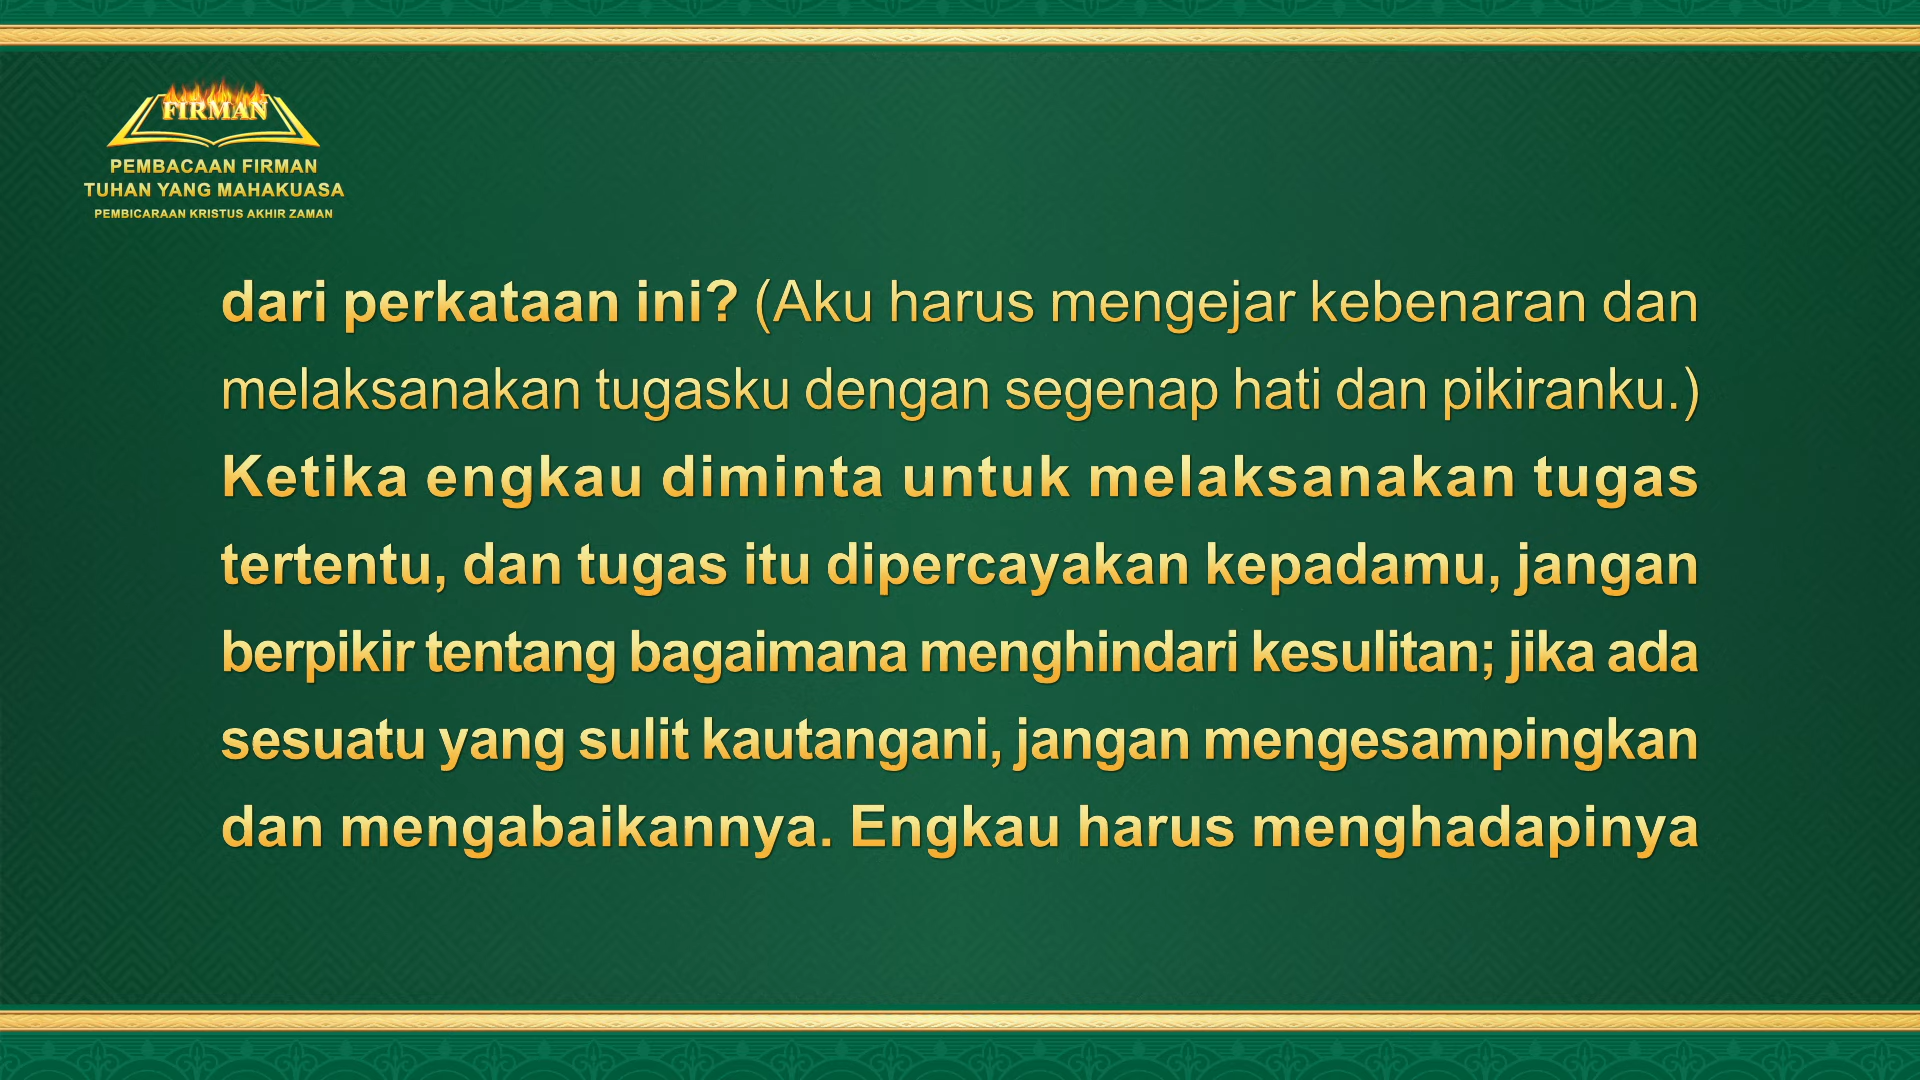 FIRMAN
PEMBACAAN FIRMAN
TUHAN YANG MAHAKUASA
PEMBICARAAN KRISTUS AKHIR ZAMAN
dari perkataan ini? (Aku harus mengejar kebenaran dan
melaksanakan tugasku dengan segenap hati dan pikiranku.)
Ketika engkau diminta untuk melaksanakan tugas
tertentu, dan tugas itu dipercayakan kepadamu, jangan
berpikir tentang bagaimana menghindari kesulitan; jika ada
sesuatu yang sulit kautangani, jangan mengesampingkan
dan mengabaikannya. Engkau harus menghadapinya